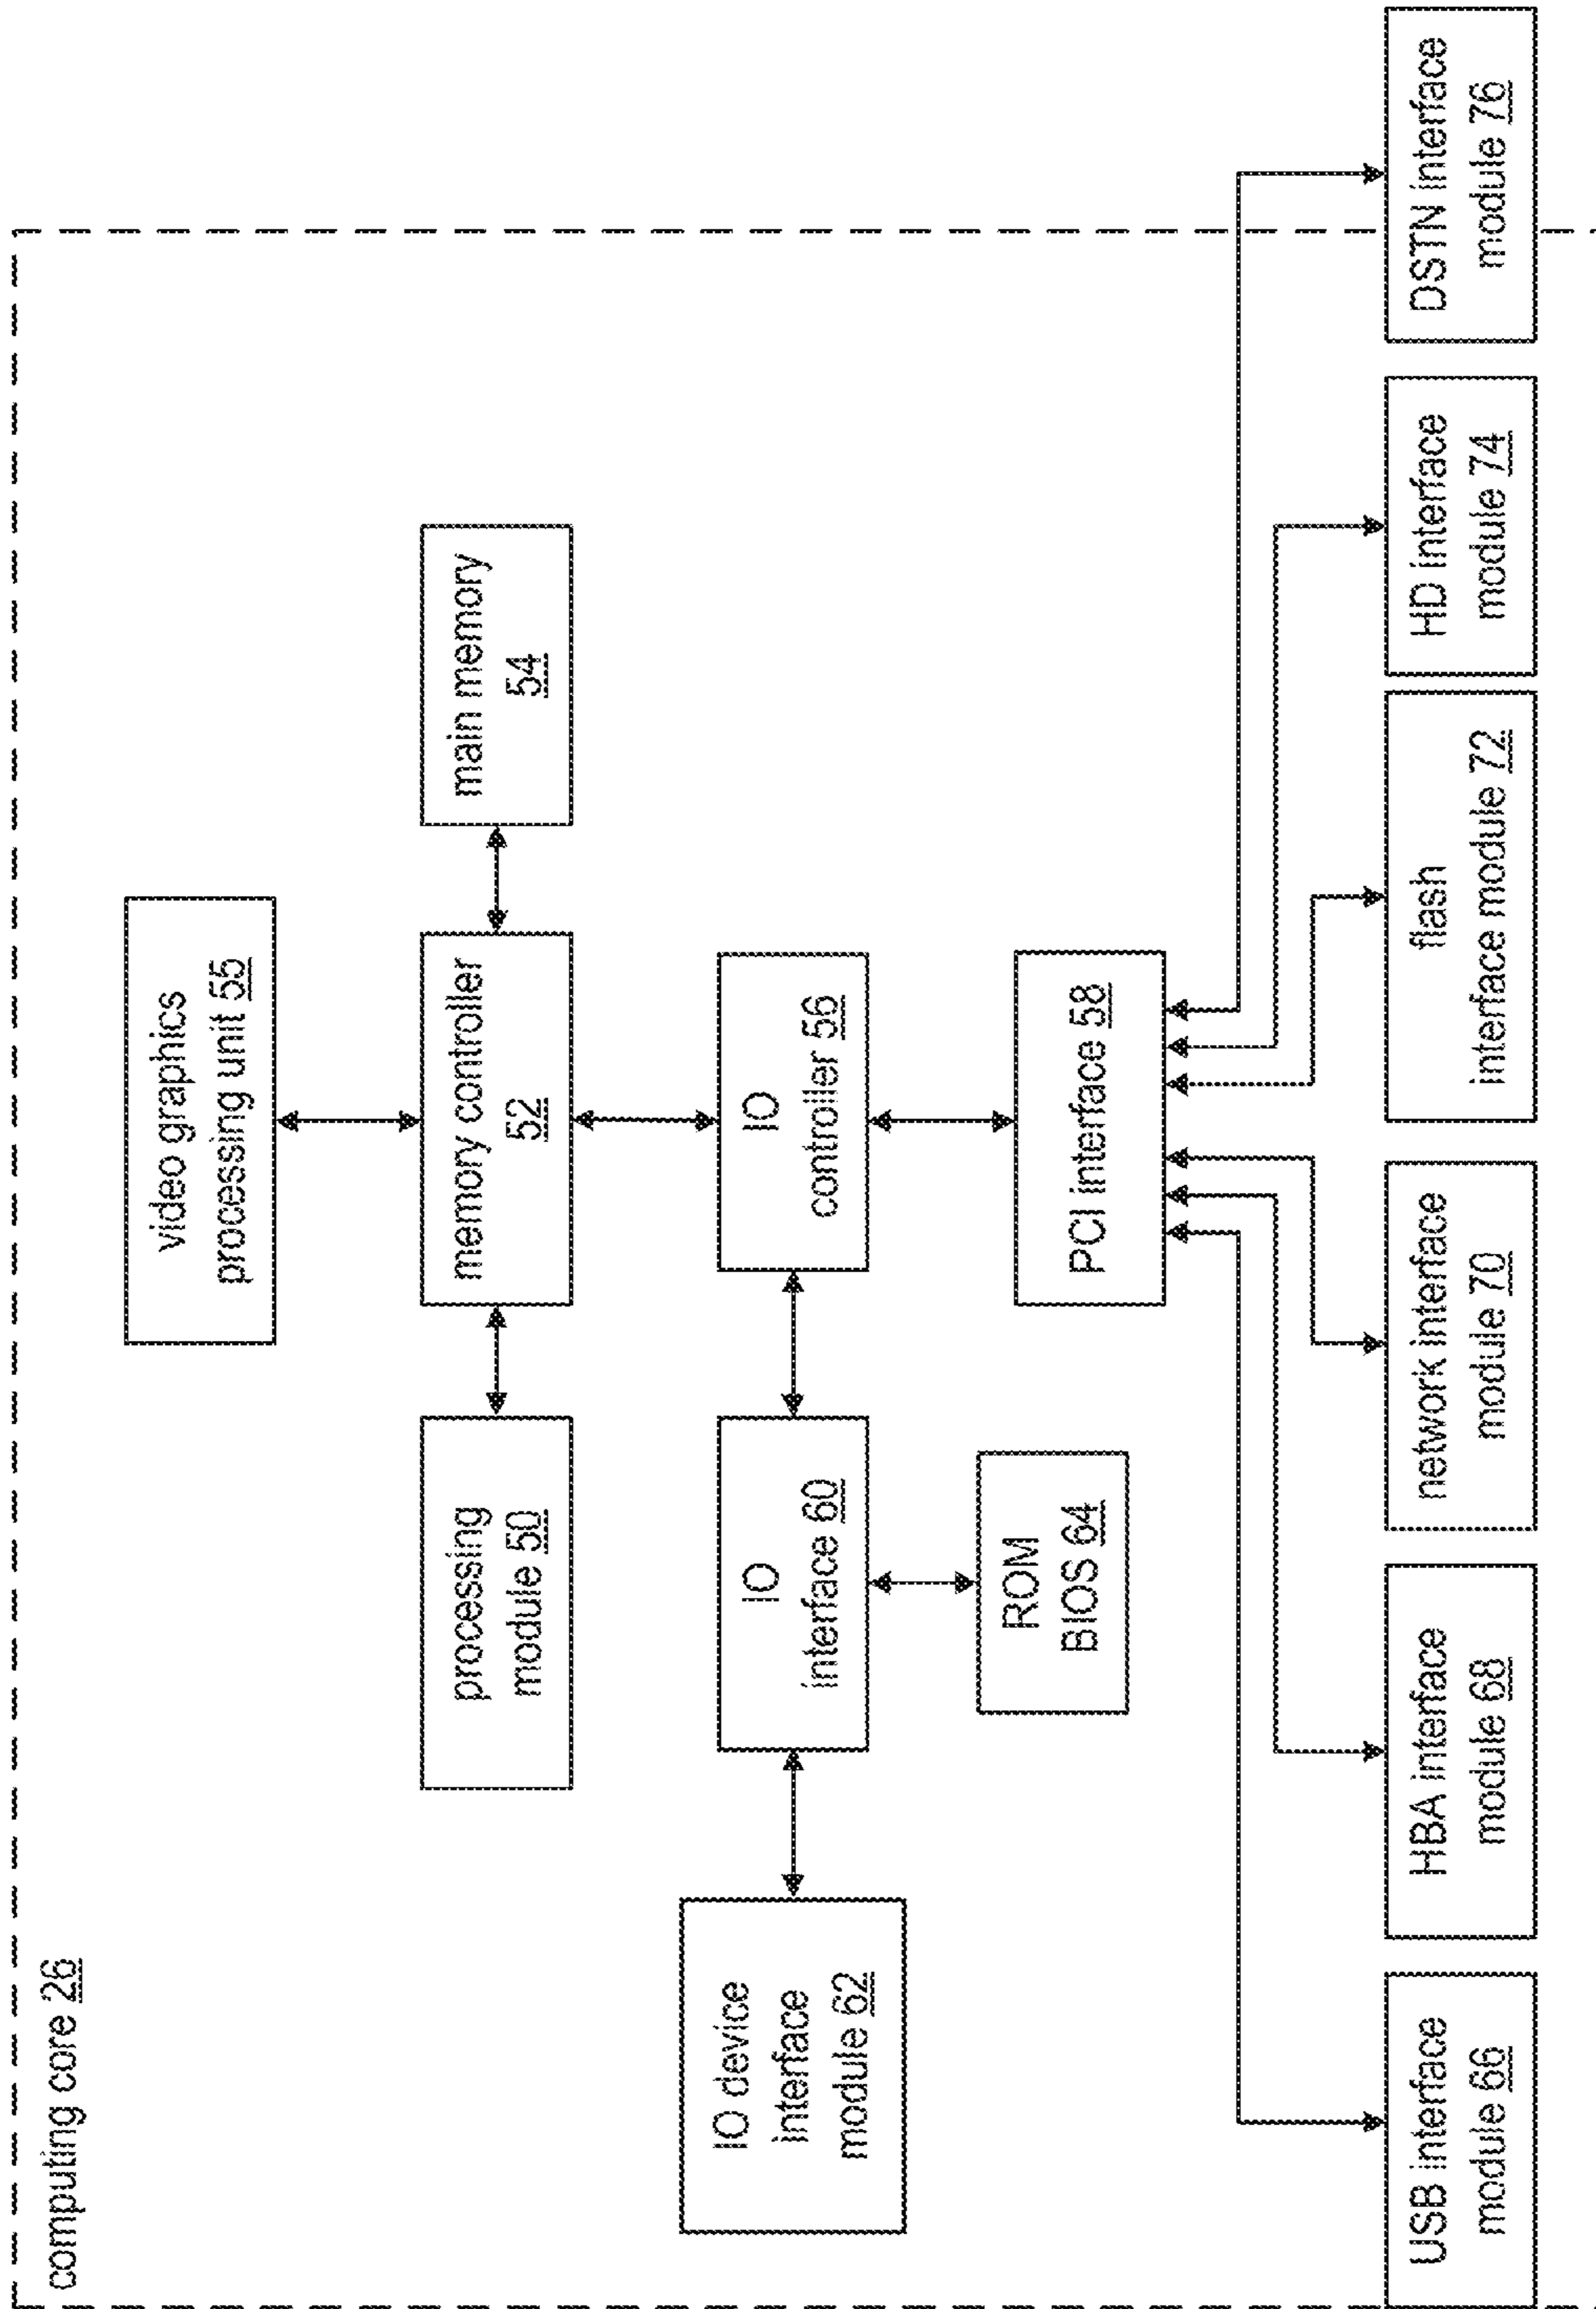 computing core 26
video graphics
processing unit 55
processing
module 50
memory controller
52
main memory
54
IO device
interface
module 62
IO
interface 60
IO
controller 56
ROM
BIOS 64
PCI interface 58
USB interface
module 66
HBA interface
module 68
network interface
module 70
flash
interface module 72
HD interface
module 74
DSTN interface
module 76